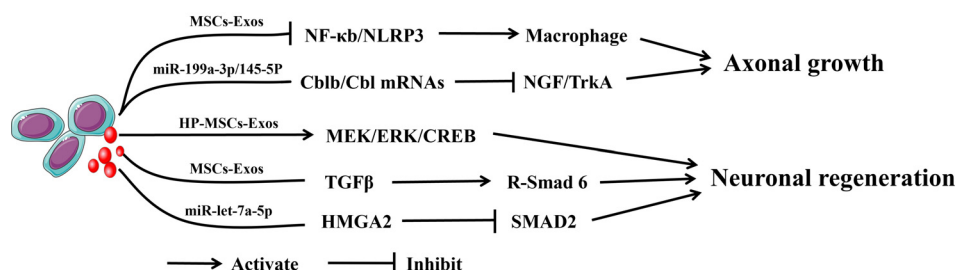 MSCs-Exos
NF-κb/NLRP3 Macrophage
miR-199a-3p/145-5P
Cblb/Cbl mRNAs NGF/TrkA
Axonal growth
HP-MSCs-Exos
MEK/ERK/CREB
MSCs-Exos
TGFβ R-Smad 6
Neuronal regeneration
miR-let-7a-5p
HMGA2 SMAD2
Activate Inhibit